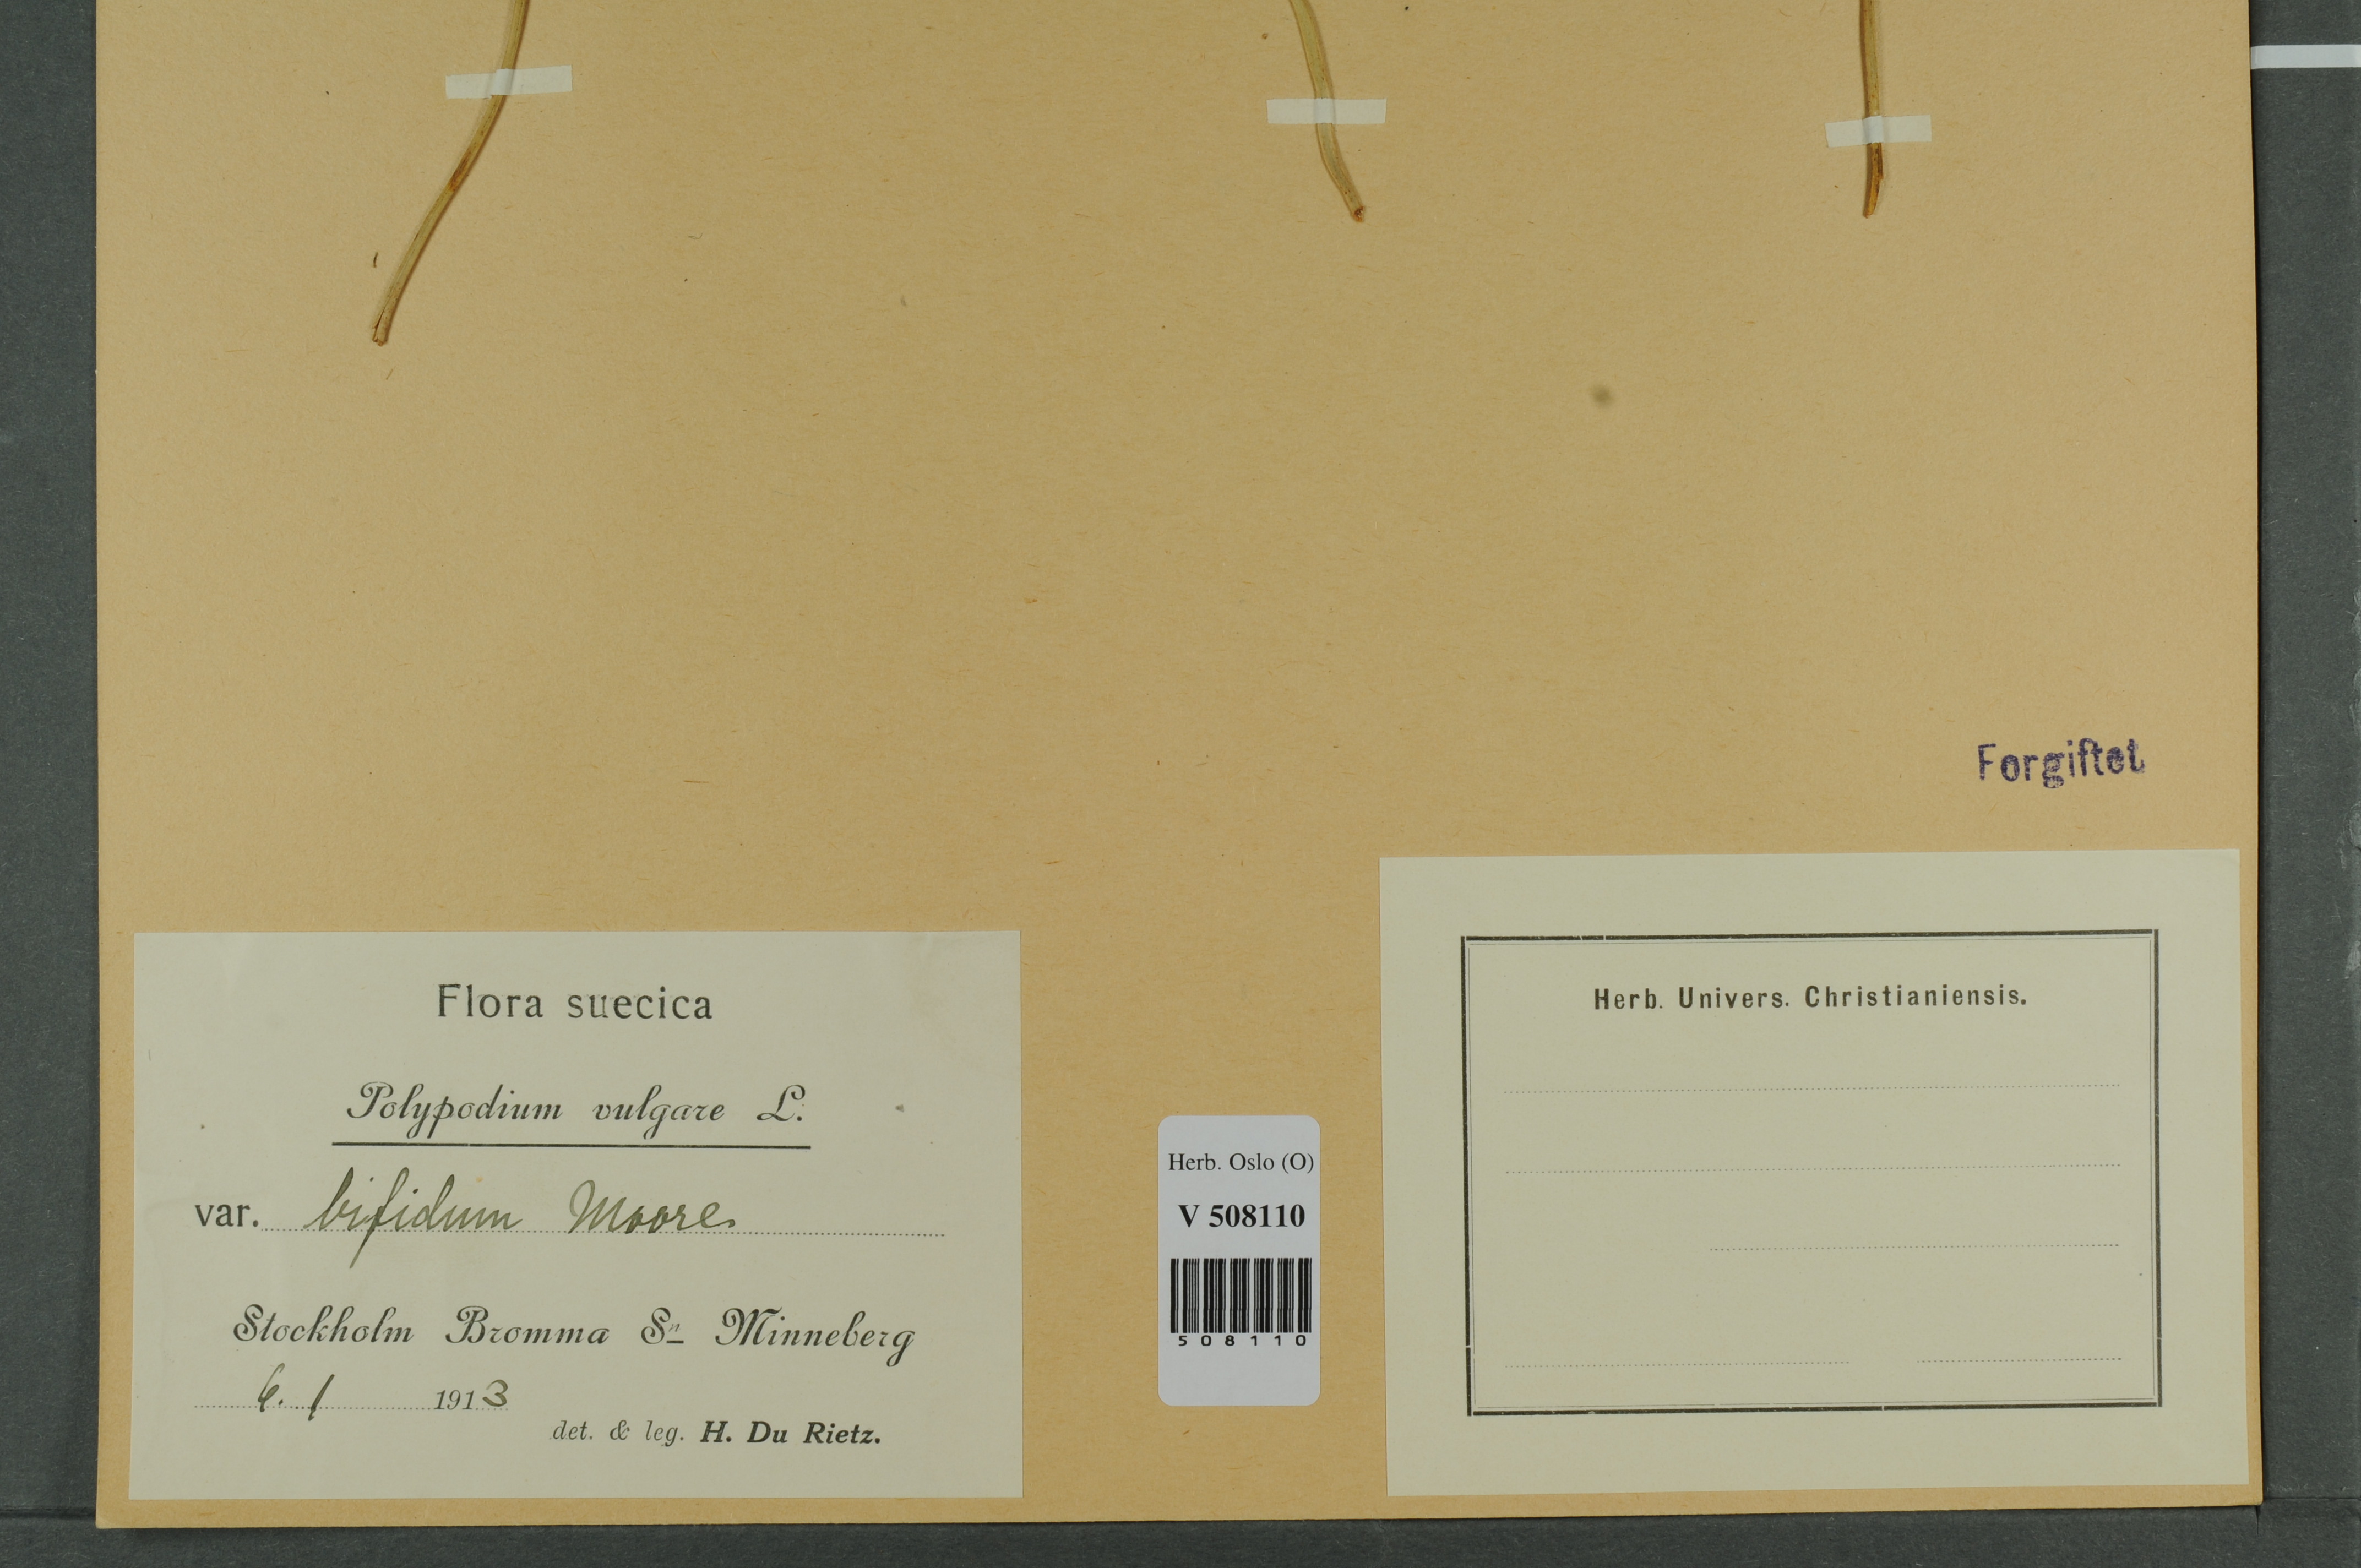 Forgiftet
Flora suecica
Polypodium vulgare L.
var. bifidum Moore
Stockholm Bromma Sn Minneberg
6. 1 1913
det. & leg. H. Du Rietz.
Herb. Oslo (O)
V 508110
508110
Herb. Univers. Christianiensis.